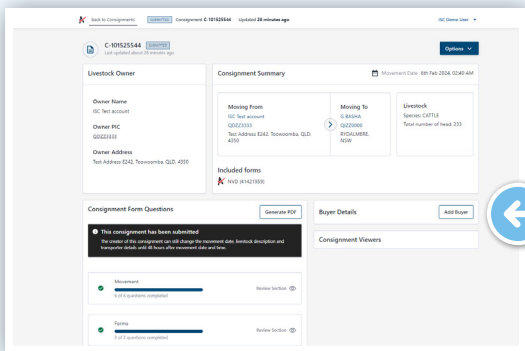 Back to Consignments SUBMITTED Consignment C-101525544 Updated 28 minutes ago ISC Demo User
C-101525544 SUBMITTED
Last updated about 28 minutes ago
Options
Livestock Owner
Owner Name
ISC Test account
Owner PIC
QDZZ3333
Owner Address
Test Address E242, Toowoomba, QLD, 4350
Consignment Summary
Movement Date: 6th Feb 2024, 02:40 AM
Moving From
ISC Test account
QDZZ3333
Test Address E242, Toowoomba, QLD,
4350
Moving To
G BASHA
QIZZ0000
RYDALMERE,
NSW
Livestock
Species: CATTLE
Total number of head: 233
Included forms
NVD (#1421939)
Consignment Form Questions
Generate PDF
This consignment has been submitted
The creator of this consignment can still change the movement date, livestock description and
transporter details until 48 hours after movement date and time.
Movement
6 of 6 questions completed
Review Section
Forms
3 of 3 questions completed
Review Section
Buyer Details
Add Buyer
Consignment Viewers